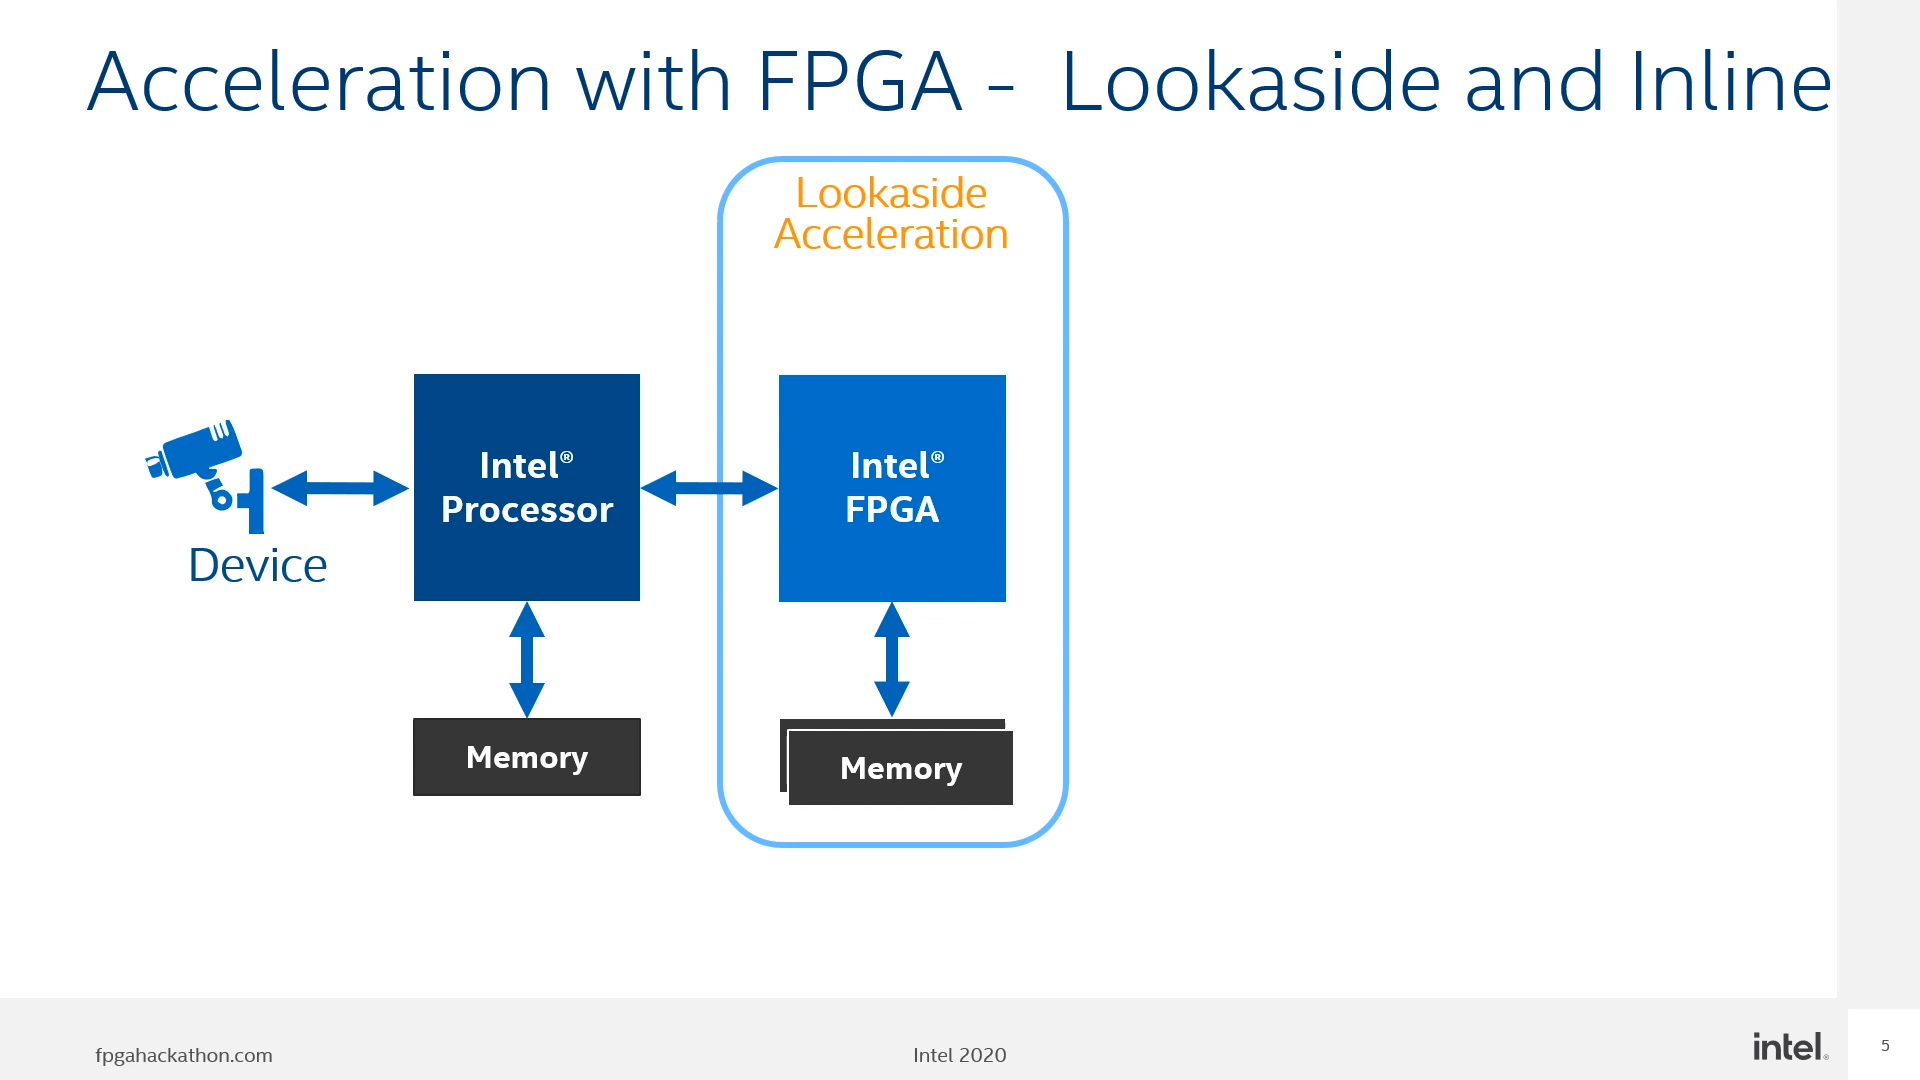 Acceleration with FPGA - Lookaside and Inline
Lookaside
Acceleration
Intel®
Processor
Intel®
FPGA
Device
Memory
Memory
fpgahackathon.com
Intel 2020
intel®
5